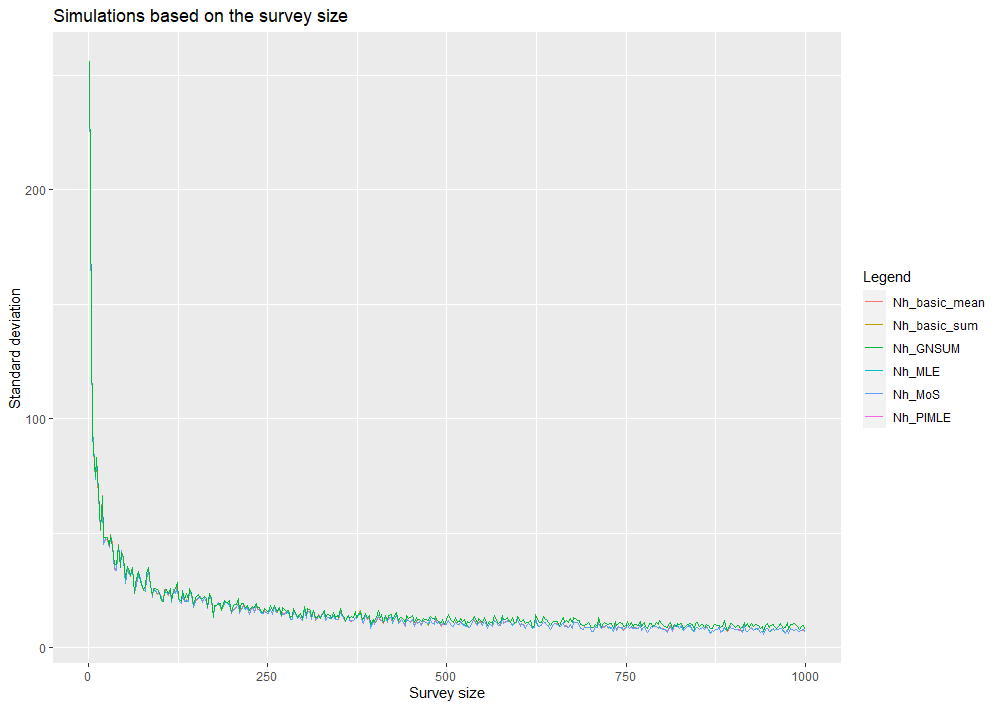 Simulations based on the survey size
Standard deviation
200
100
0
0
250
500
750
1000
Survey size
Legend
Nh_basic_mean
Nh_basic_sum
Nh_GNSUM
Nh_MLE
Nh_MoS
Nh_PIMLE